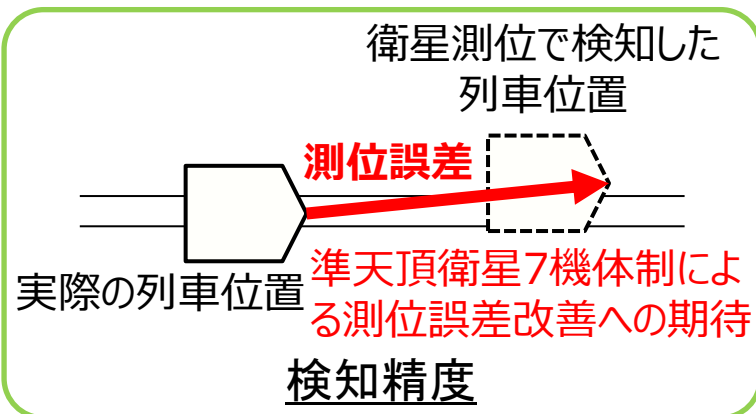 衛星測位で検知した
列車位置
測位誤差
実際の列車位置
準天頂衛星7機体制によ
る測位誤差改善への期待
検知精度